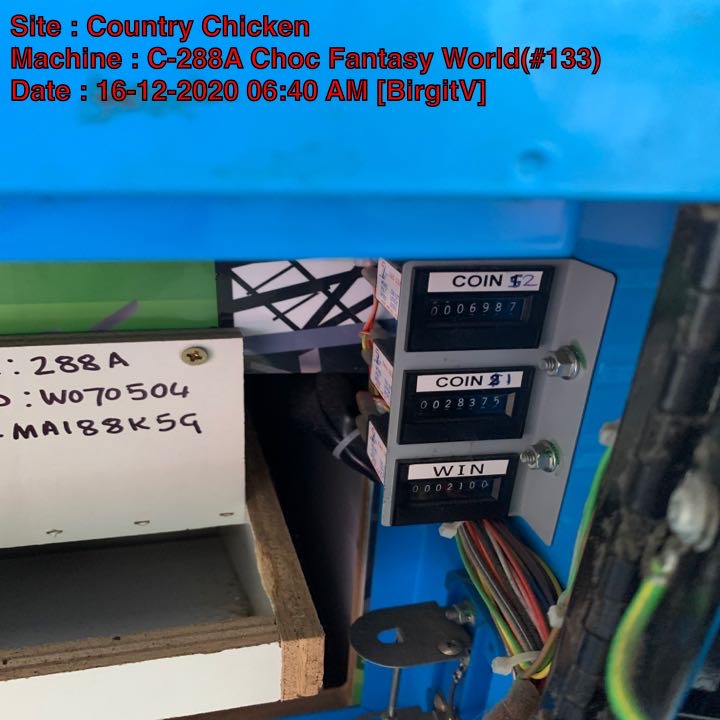 Site : Country Chicken
Machine : C-288A Choc Fantasy World(#133)
Date : 16-12-2020 06:40 AM [BirgitV]
COIN $2
0006987
COIN $1
0028375
WIN
0002100
: 288A
: W070504
MA188K5G